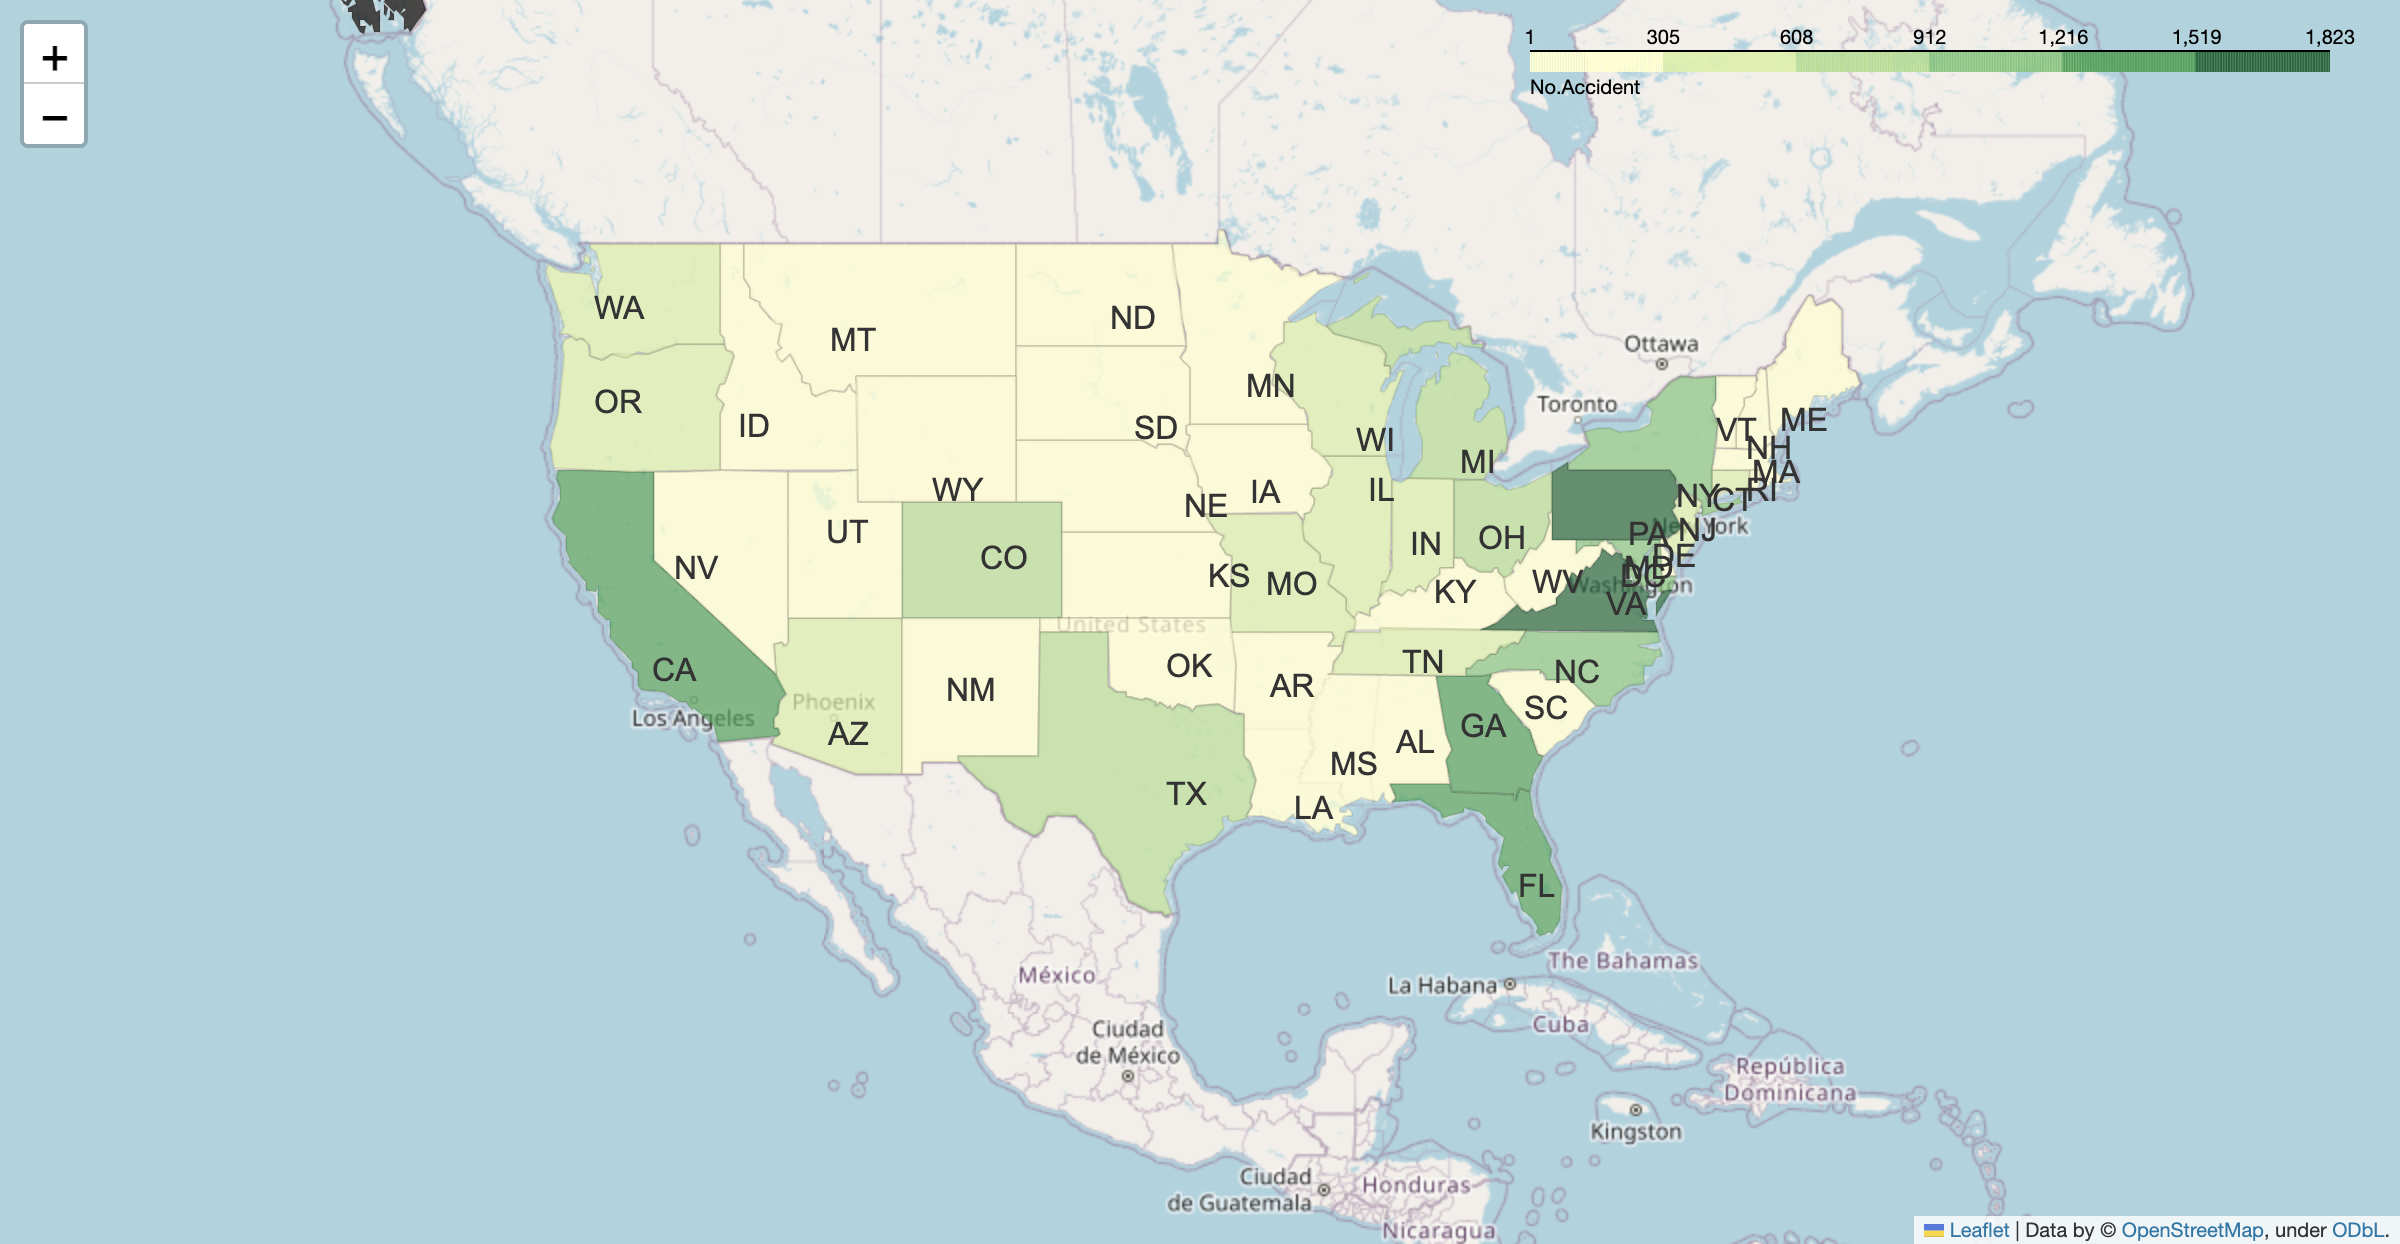 +
−
1 305 608 912 1,216 1,519 1,823
No.Accident
WA
MT
ND
OR
ID
SD
MN
WI
MI
Ottawa
Toronto
VT
ME
NH
MA
RI
CT
NY
WY
NE
IA
IL
IN
OH
PA
NJ
New York
DE
MD
DC
Washington
NV
UT
CO
KS
MO
KY
WV
VA
United States
CA
Los Angeles
Phoenix
AZ
NM
OK
AR
TN
NC
SC
GA
AL
MS
LA
TX
FL
México
Ciudad
de México
La Habana
The Bahamas
Cuba
República
Dominicana
Kingston
Ciudad
de Guatemala
Honduras
Nicaragua
Leaflet | Data by © OpenStreetMap, under ODbL.